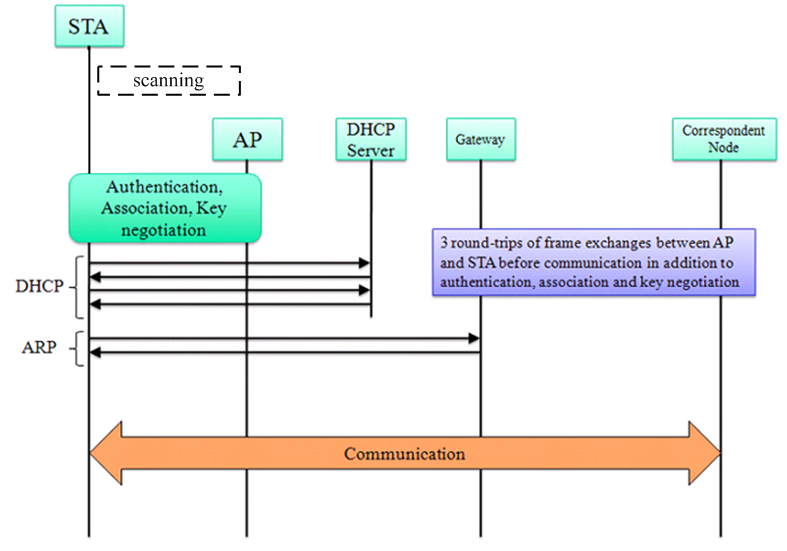 STA
scanning
AP
DHCP
Server
Gateway
Correspondent
Node
Authentication,
Association, Key
negotiation
3 round-trips of frame exchanges between AP
and STA before communication in addition to
authentication, association and key negotiation
DHCP
ARP
Communication